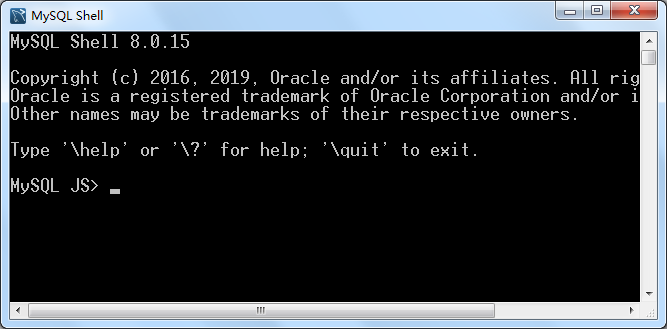 MySQL Shell
MySQL Shell 8.0.15
Copyright (c) 2016, 2019, Oracle and/or its affiliates. All rig
Oracle is a registered trademark of Oracle Corporation and/or i
Other names may be trademarks of their respective owners.
Type '\help' or '\?' for help; '\quit' to exit.
MySQL JS> _